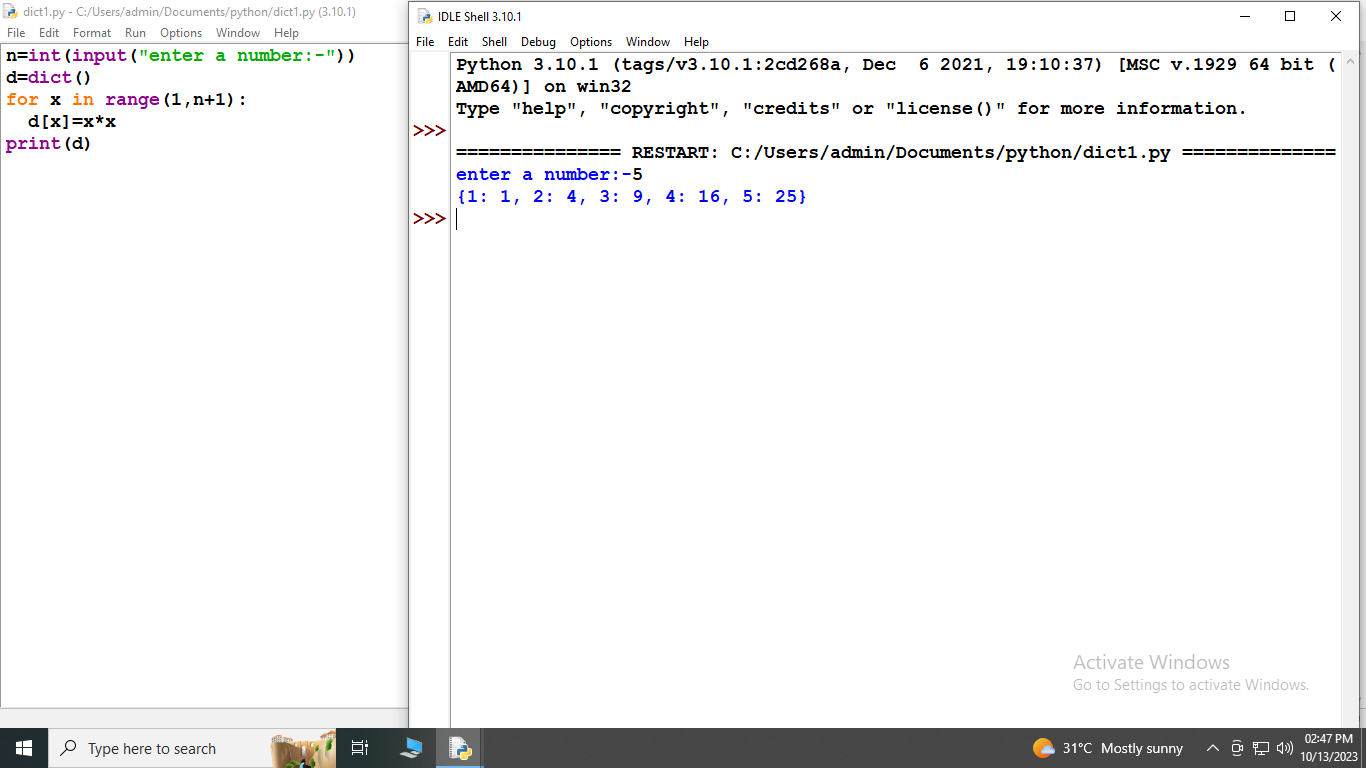 dict1.py - C:/Users/admin/Documents/python/dict1.py (3.10.1)
File Edit Format Run Options Window Help
n=int(input("enter a number:-"))
d=dict()
for x in range(1,n+1):
  d[x]=x*x
print(d)
IDLE Shell 3.10.1
File Edit Shell Debug Options Window Help
Python 3.10.1 (tags/v3.10.1:2cd268a, Dec  6 2021, 19:10:37) [MSC v.1929 64 bit (
AMD64)] on win32
Type "help", "copyright", "credits" or "license()" for more information.
>>>
=============== RESTART: C:/Users/admin/Documents/python/dict1.py ==============
enter a number:-5
{1: 1, 2: 4, 3: 9, 4: 16, 5: 25}
>>>
Activate Windows
Go to Settings to activate Windows.
Type here to search
31°C Mostly sunny
02:47 PM
10/13/2023